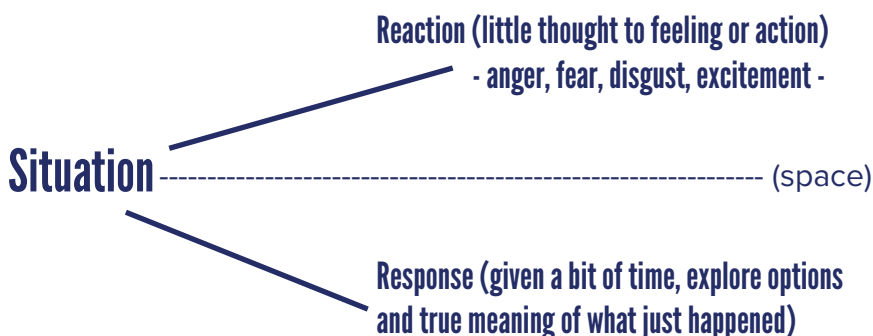 Reaction (little thought to feeling or action)
- anger, fear, disgust, excitement -
Situation ---------------------------------------------------------------- (space)
Response (given a bit of time, explore options
and true meaning of what just happened)